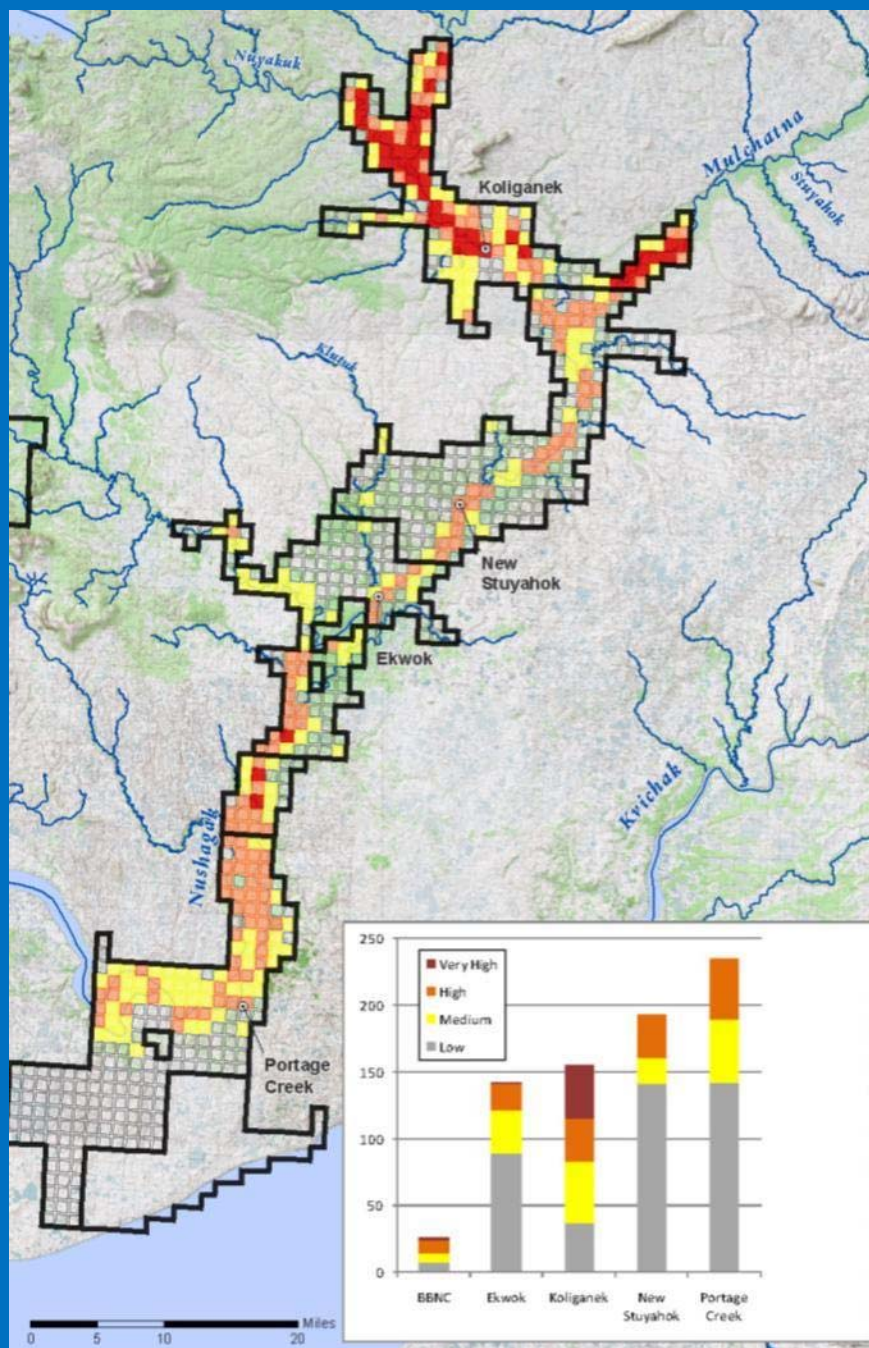 Nuyakuk
Mulchatna
Stuyahok
Koliganek
Klutuk
New
Stuyahok
Ekwok
Kvichak
Nushagak
Portage
Creek
250
200
150
100
50
0
Very High
High
Medium
Low
BBNC
Ekwok
Koliganek
New
Stuyahok
Portage
Creek
Miles
0 5 10 20